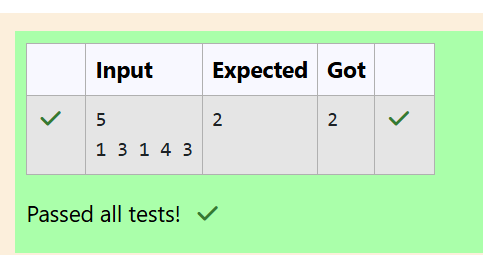 Input Expected Got
5 2 2
1 3 1 4 3
Passed all tests!